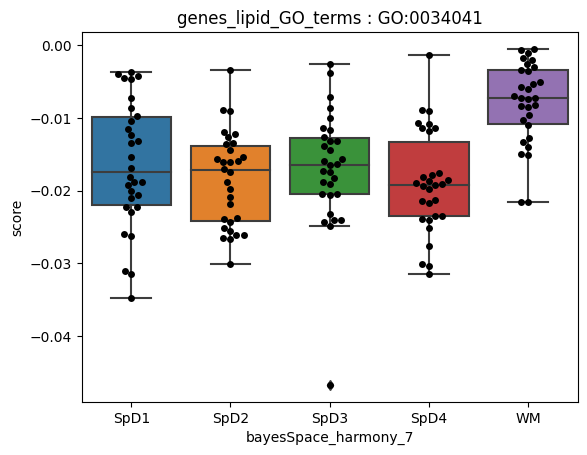 genes_lipid_GO_terms : GO:0034041
0.00
−0.01
−0.02
−0.03
−0.04
score
SpD1 SpD2 SpD3 SpD4 WM
bayesSpace_harmony_7